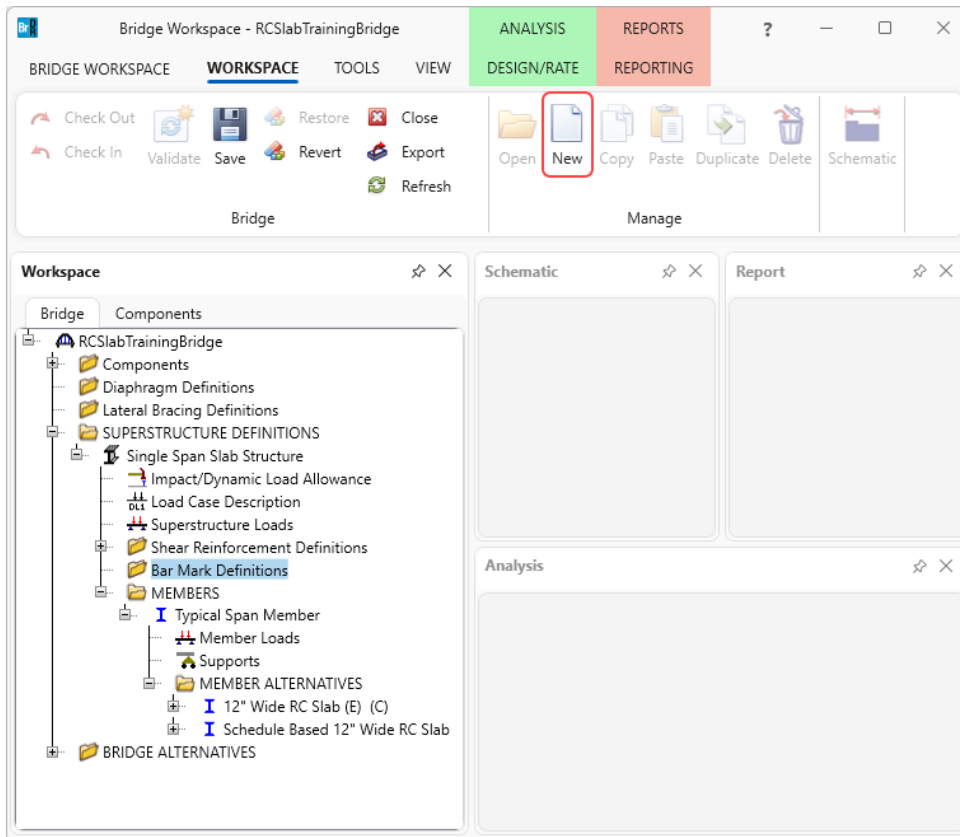 Br DR
Bridge Workspace - RCSlabTrainingBridge
ANALYSIS
REPORTS
?
BRIDGE WORKSPACE
WORKSPACE
TOOLS
VIEW
DESIGN/RATE
REPORTING
Check Out
Check In
Validate
Save
Restore
Revert
Close
Export
Refresh
Bridge
Open
New
Copy
Paste
Duplicate
Delete
Schematic
Manage
Workspace
Bridge
Components
RCSlabTrainingBridge
Components
Diaphragm Definitions
Lateral Bracing Definitions
SUPERSTRUCTURE DEFINITIONS
Single Span Slab Structure
Impact/Dynamic Load Allowance
DL1 Load Case Description
Superstructure Loads
Shear Reinforcement Definitions
Bar Mark Definitions
MEMBERS
Typical Span Member
Member Loads
Supports
MEMBER ALTERNATIVES
12" Wide RC Slab (E) (C)
Schedule Based 12" Wide RC Slab
BRIDGE ALTERNATIVES
Schematic
Report
Analysis